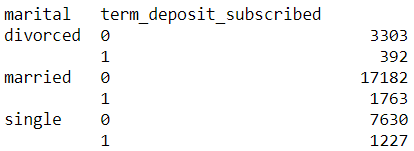 marital term_deposit_subscribed
divorced 0 3303
1 392
married 0 17182
1 1763
single 0 7630
1 1227